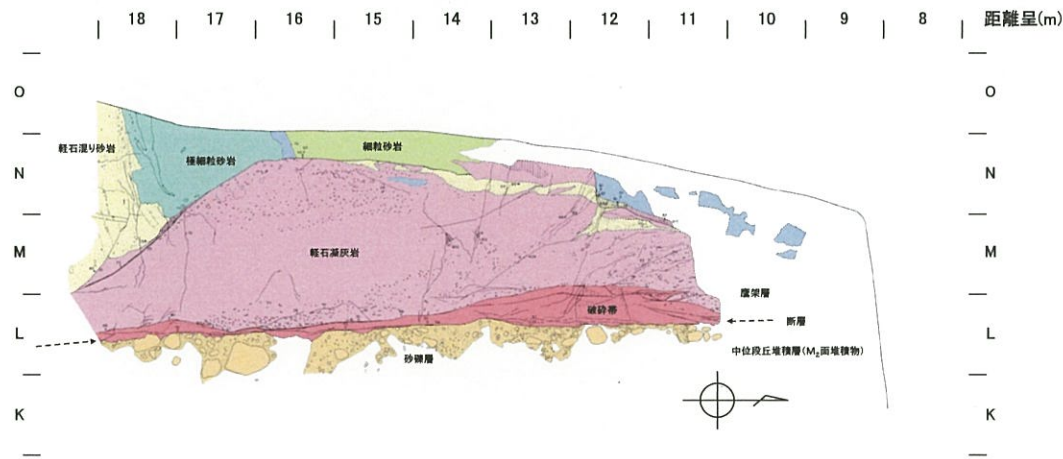 18 17 16 15 14 13 12 11 10 9 8 距離呈(m)
O O
軽石混り砂岩 極細粒砂岩 細粒砂岩
N N
M 軽石凝灰岩 M
鷹架層
破砕帯 断層
L L
砂礫層 中位段丘堆積層(M₂面堆積物)
K K